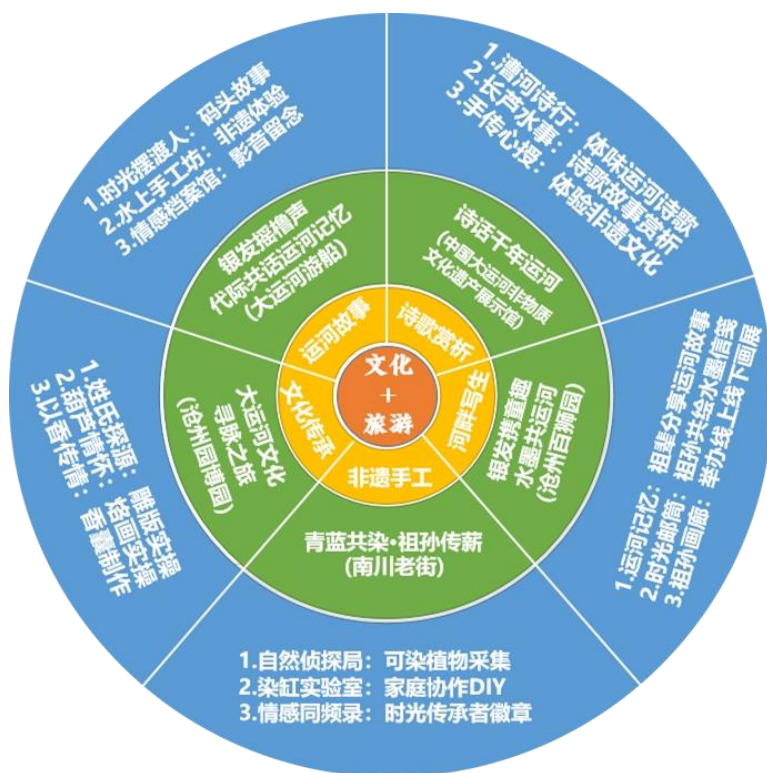 文化
+
旅游
运河故事
诗歌赏析
河畔写生
非遗手工
文化传承
银发摇橹声
代际共话运河记忆
(大运河游船)
诗话千年运河
(中国大运河非物质
文化遗产展示馆)
银发携童趣
水墨共运河
(沧州百狮园)
青蓝共染·祖孙传薪
(南川老街)
大运河文化
寻脉之旅
(沧州园博园)
1.时光摆渡人：码头故事
2.水上手工坊：非遗体验
3.情感档案馆：影音留念
1.漕河诗行：体味运河诗歌
2.长芦水事：诗歌故事赏析
3.手传心授：体验非遗文化
1.运河记忆：祖辈分享运河故事
2.时光邮筒：祖孙共绘水墨信笺
3.祖孙画廊：举办线上线下画展
1.自然侦探局：可染植物采集
2.染缸实验室：家庭协作DIY
3.情感同频录：时光传承者徽章
1.姓氏探源：雕版实操
2.葫芦情怀：烙画实操
3.以香传情：香囊制作